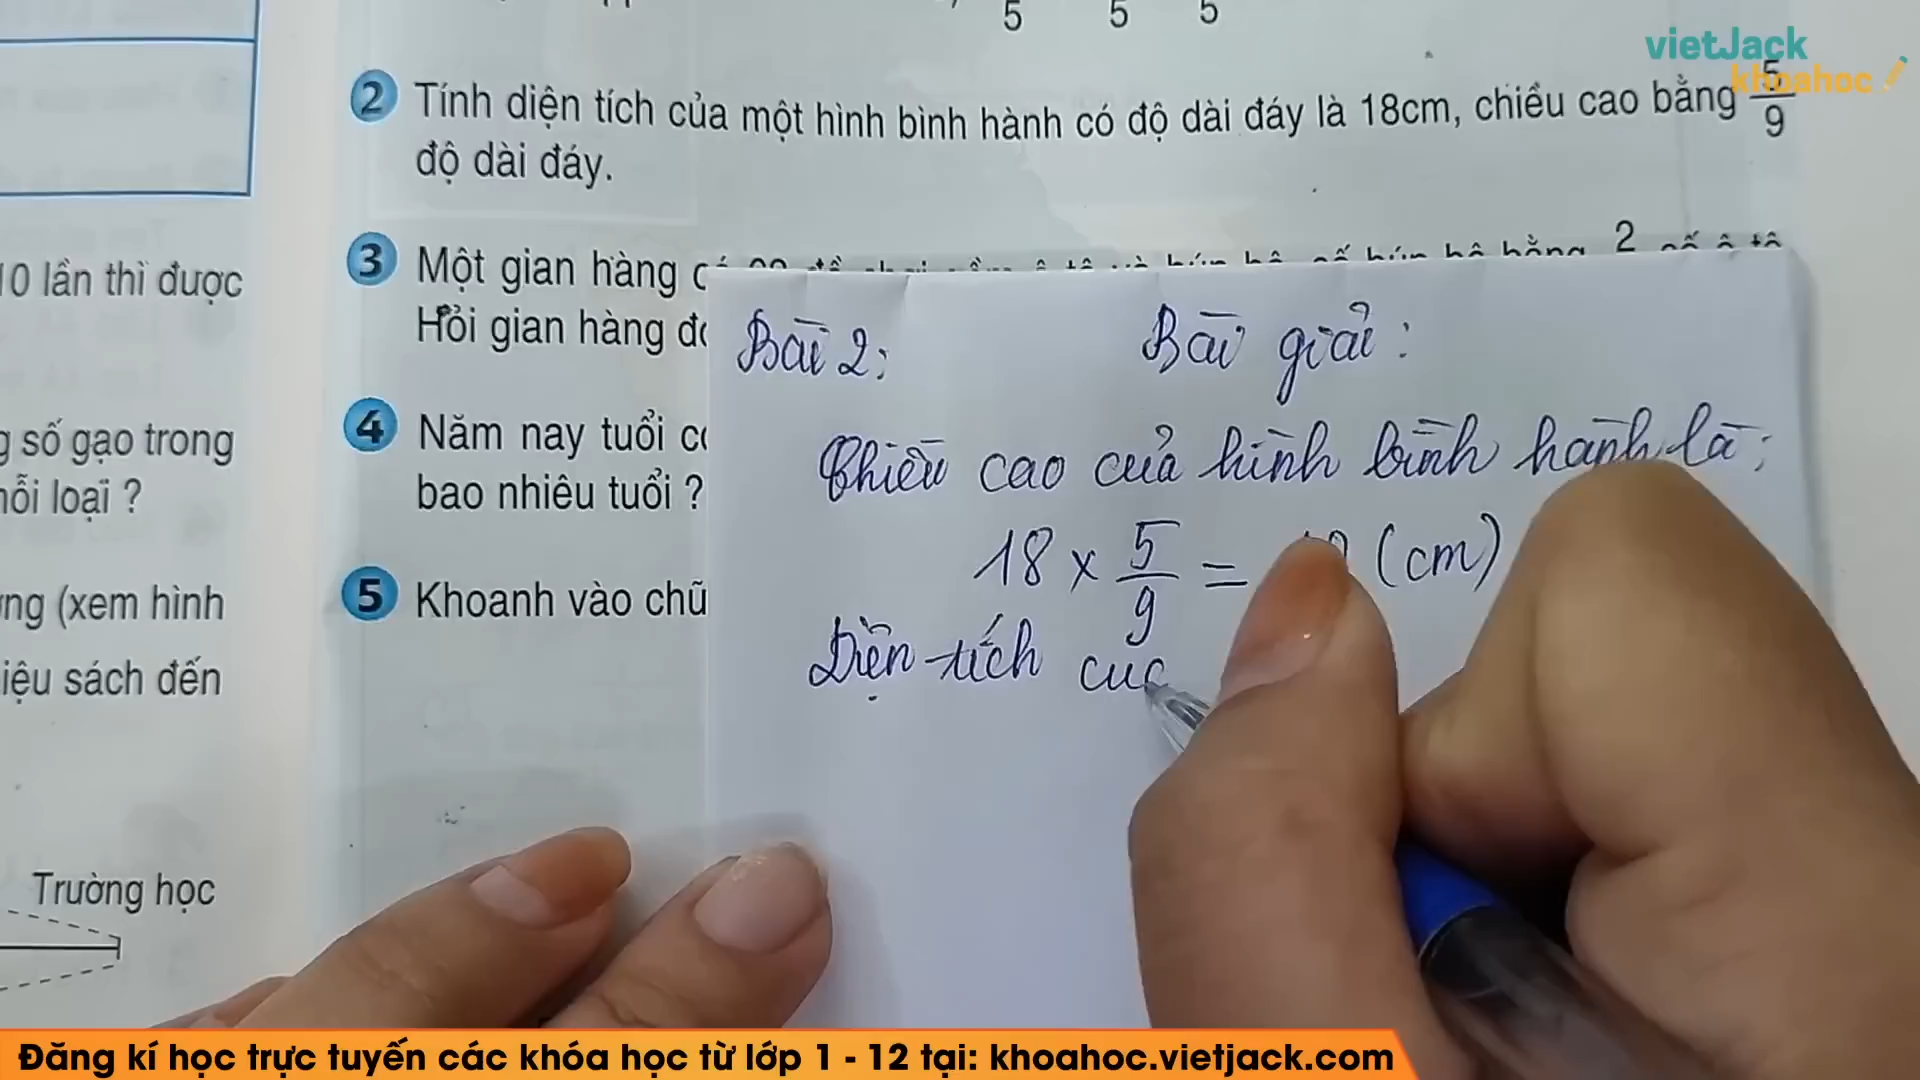 5 5 5
vietJack
khoahoc
2 Tính diện tích của một hình bình hành có độ dài đáy là 18cm, chiều cao bằng 5/9
độ dài đáy.
3 Một gian hàng
Hỏi gian hàng
4 Năm nay tuổi
bao nhiêu tuổi ?
5 Khoanh vào chữ
10 lần thì được
số gạo trong
loại ?
(xem hình
sách đến
Trường học
Bài 2:
Bài giải:
Chiều cao của hình bình hành là:
18 × 5/9 = (cm)
Diện tích
Đăng kí học trực tuyến các khóa học từ lớp 1 - 12 tại: khoahoc.vietjack.com